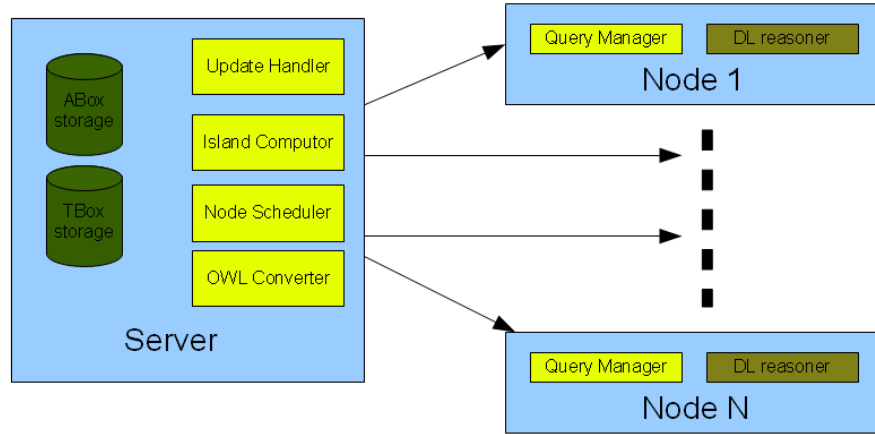 Update Handler
ABox
storage
Island Computor
TBox
storage
Node Scheduler
OWL Converter
Server
Query Manager
DL reasoner
Node 1
Query Manager
DL reasoner
Node N